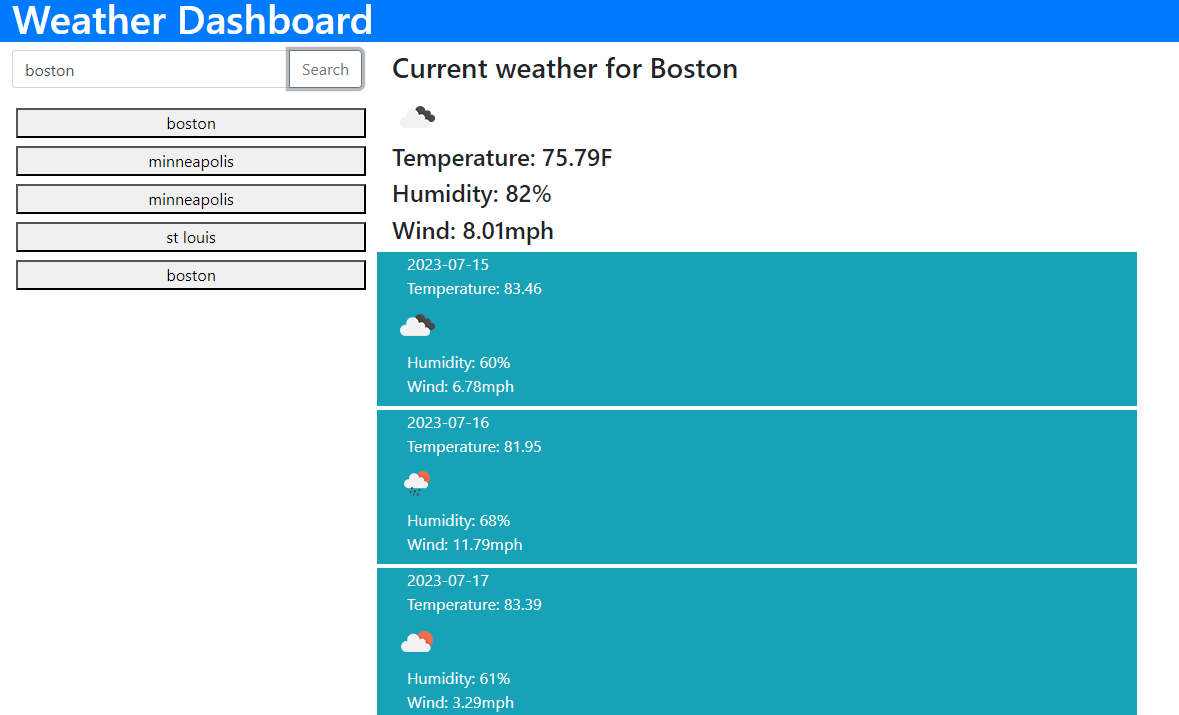 Weather Dashboard
boston
Search
boston
minneapolis
minneapolis
st louis
boston
Current weather for Boston
Temperature: 75.79F
Humidity: 82%
Wind: 8.01mph
2023-07-15
Temperature: 83.46
Humidity: 60%
Wind: 6.78mph
2023-07-16
Temperature: 81.95
Humidity: 68%
Wind: 11.79mph
2023-07-17
Temperature: 83.39
Humidity: 61%
Wind: 3.29mph